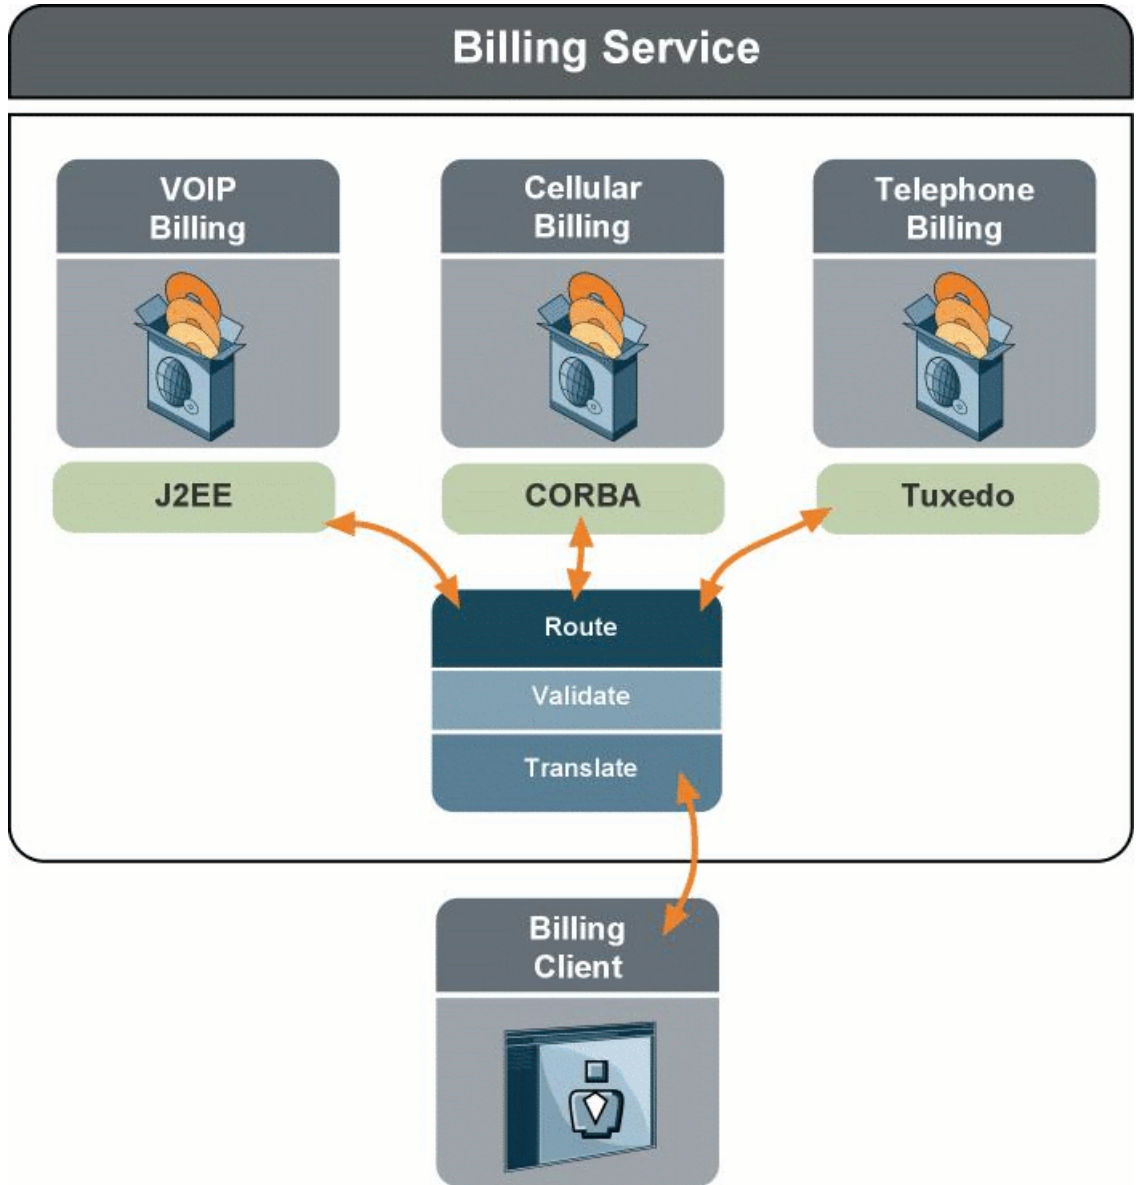 Billing Service
VOIP
Billing
Cellular
Billing
Telephone
Billing
J2EE
CORBA
Tuxedo
Route
Validate
Translate
Billing
Client